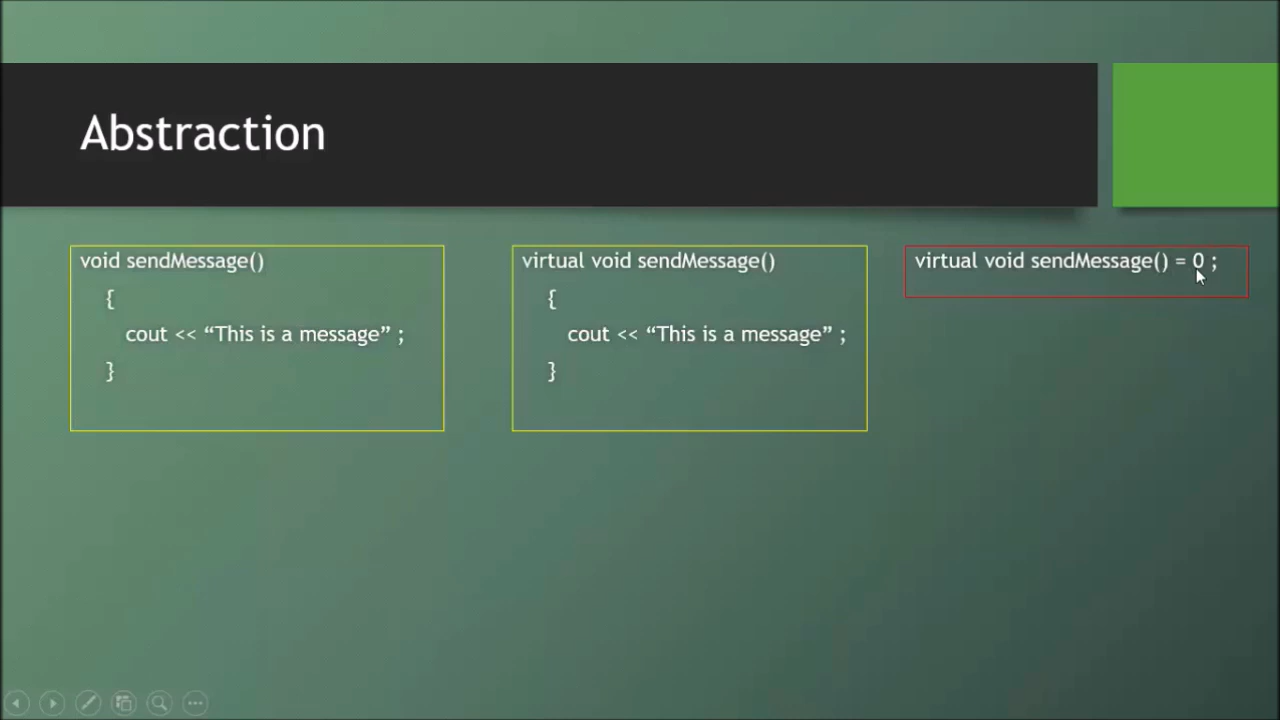 Abstraction
void sendMessage()
{
cout << “This is a message” ;
}
virtual void sendMessage()
{
cout << “This is a message” ;
}
virtual void sendMessage() = 0 ;